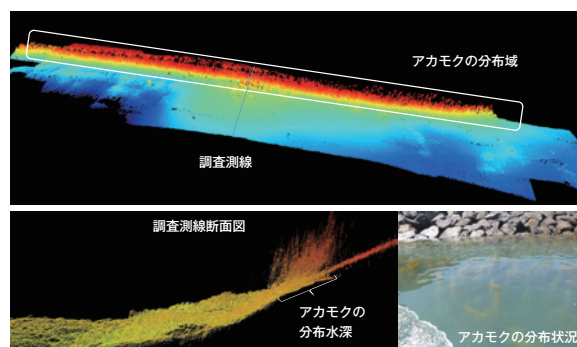 アカモクの分布域
調査測線
調査測線断面図
アカモクの
分布水深
アカモクの分布状況